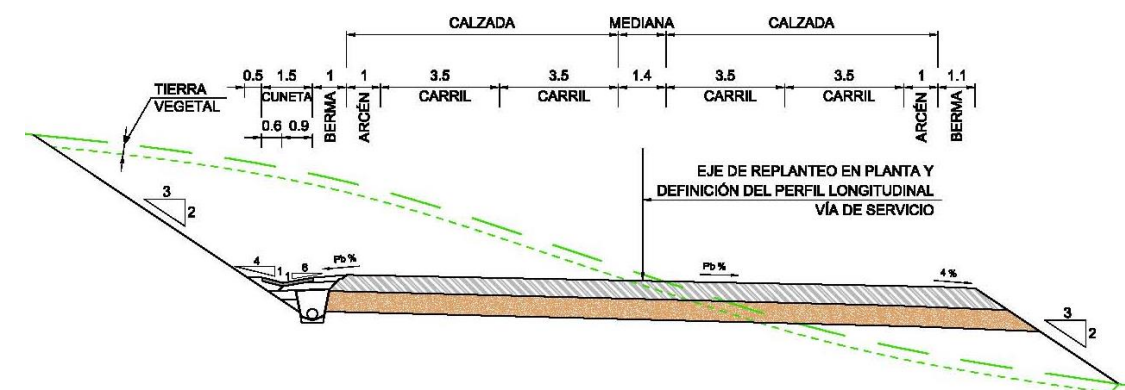 CALZADA MEDIANA CALZADA
0.5 1.5 1 1 3.5 3.5 1.4 3.5 3.5 1 1.1
TIERRA
VEGETAL
CUNETA
BERMA
ARCÉN
CARRIL CARRIL CARRIL CARRIL
ARCÉN
BERMA
0.6 0.9
EJE DE REPLANTEO EN PLANTA Y
DEFINICIÓN DEL PERFIL LONGITUDINAL
VÍA DE SERVICIO
3
2
4
1
1
6
Pb %
Pb %
4 %
3
2